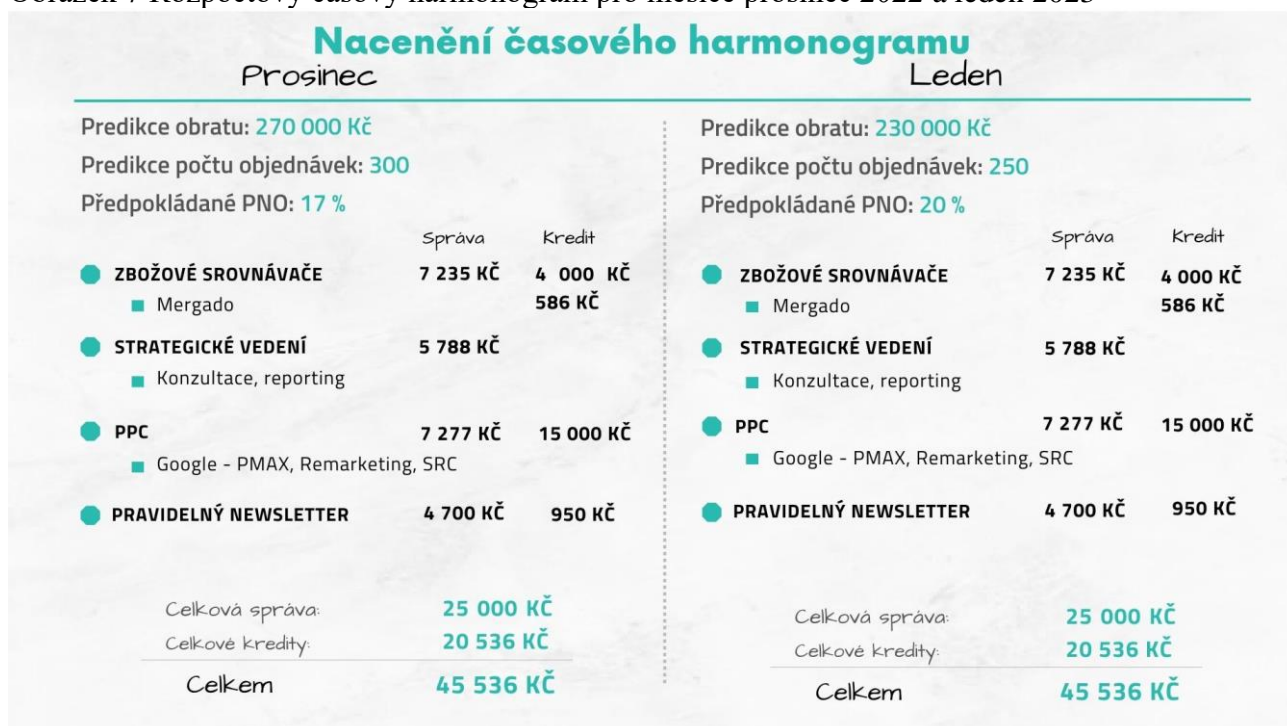 Obrázek 7 Rozpočtový časový harmonogram pro měsíce prosinec 2022 a leden 2023
Nacenění časového harmonogramu
Prosinec
Predikce obratu: 270 000 Kč
Predikce počtu objednávek: 300
Předpokládané PNO: 17 %
Správa Kredit
ZBOŽOVÉ SROVNÁVAČE 7 235 KČ 4 000 KČ
Mergado 586 KČ
STRATEGICKÉ VEDENÍ 5 788 KČ
Konzultace, reporting
PPC 7 277 KČ 15 000 KČ
Google - PMAX, Remarketing, SRC
PRAVIDELNÝ NEWSLETTER 4 700 KČ 950 KČ
Celková správa: 25 000 KČ
Celkové kredity: 20 536 KČ
Celkem 45 536 KČ
Leden
Predikce obratu: 230 000 Kč
Predikce počtu objednávek: 250
Předpokládané PNO: 20 %
Správa Kredit
ZBOŽOVÉ SROVNÁVAČE 7 235 KČ 4 000 KČ
Mergado 586 KČ
STRATEGICKÉ VEDENÍ 5 788 KČ
Konzultace, reporting
PPC 7 277 KČ 15 000 KČ
Google - PMAX, Remarketing, SRC
PRAVIDELNÝ NEWSLETTER 4 700 KČ 950 KČ
Celková správa: 25 000 KČ
Celkové kredity: 20 536 KČ
Celkem 45 536 KČ